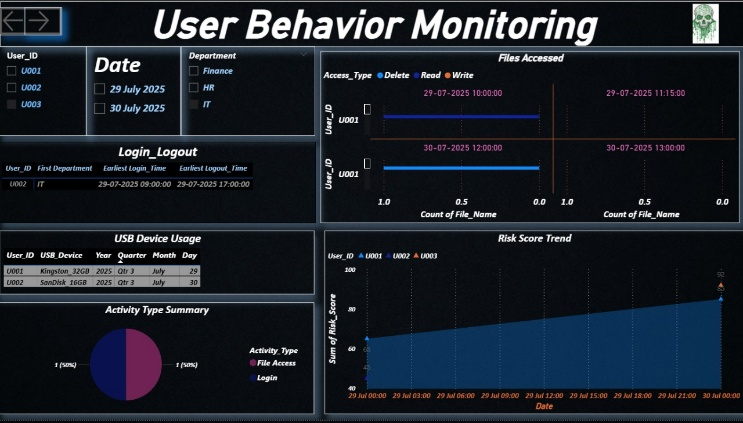 User Behavior Monitoring
User_ID
U001
U002
U003
Date
29 July 2025
30 July 2025
Department
Finance
HR
IT
Files Accessed
Access_Type Delete Read Write
29-07-2025 10:00:00 29-07-2025 11:15:00
User_ID
U001
30-07-2025 12:00:00 30-07-2025 13:00:00
User_ID
U001
1.0 0.5 0.0 1.0 0.5 0.0
Count of File_Name Count of File_Name
Login_Logout
User_ID First Department Earliest Login_Time Earliest Logout_Time
U002 IT 29-07-2025 09:00:00 29-07-2025 17:00:00
USB Device Usage
User_ID USB_Device Year Quarter Month Day
U001 Kingston_32GB 2025 Qtr 3 July 29
U002 SanDisk_16GB 2025 Qtr 3 July 30
Activity Type Summary
1 (50%) 1 (50%)
Activity_Type
File Access
Login
Risk Score Trend
User_ID U001 U002 U003
Sum of Risk_Score
100
80
60
40
92
29 Jul 00:00 29 Jul 03:00 29 Jul 06:00 29 Jul 09:00 29 Jul 12:00 29 Jul 15:00 29 Jul 18:00 29 Jul 21:00 30 Jul 00:00
Date